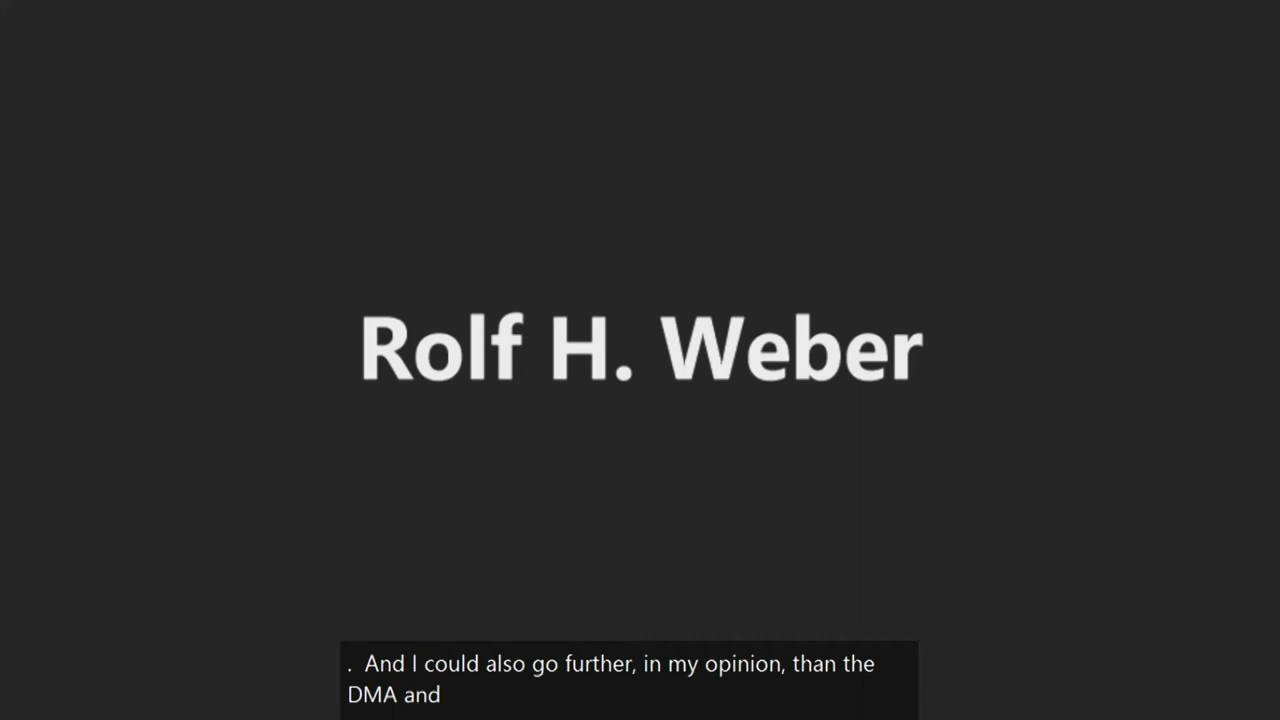 Rolf H. Weber
. And I could also go further, in my opinion, than the
DMA and